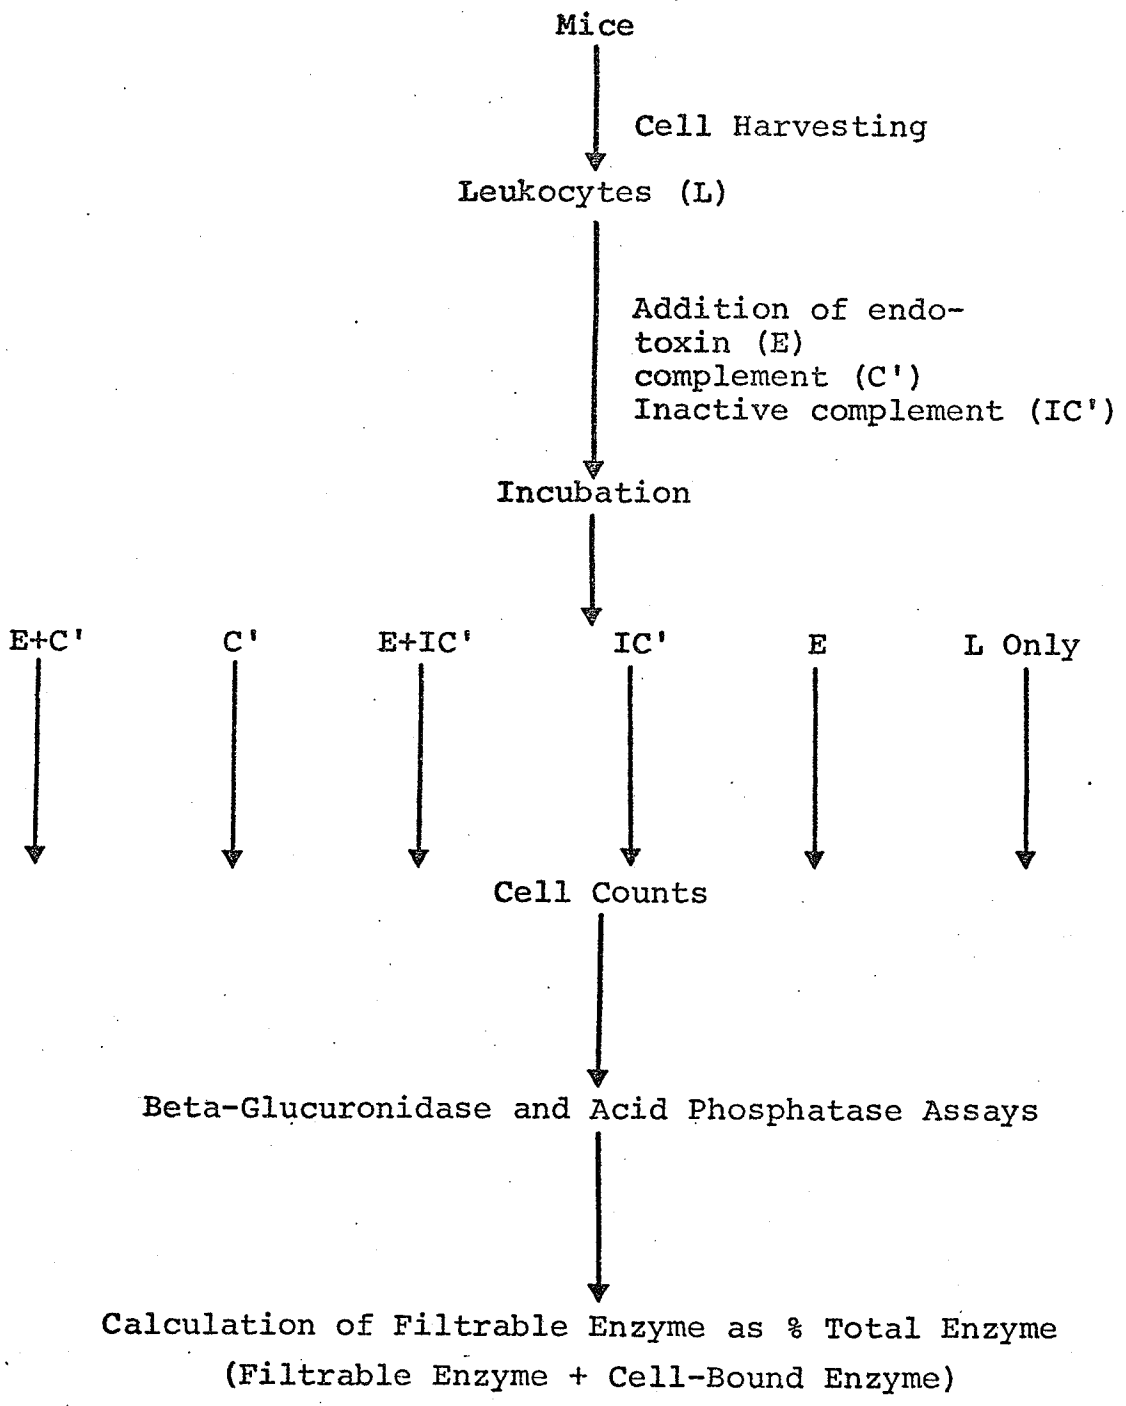 Mice
Cell Harvesting
Leukocytes (L)
Addition of endo-
toxin (E)
complement (C')
Inactive complement (IC')
Incubation
E+C' C' E+IC' IC' E L Only
Cell Counts
Beta-Glucuronidase and Acid Phosphatase Assays
Calculation of Filtrable Enzyme as % Total Enzyme
(Filtrable Enzyme + Cell-Bound Enzyme)